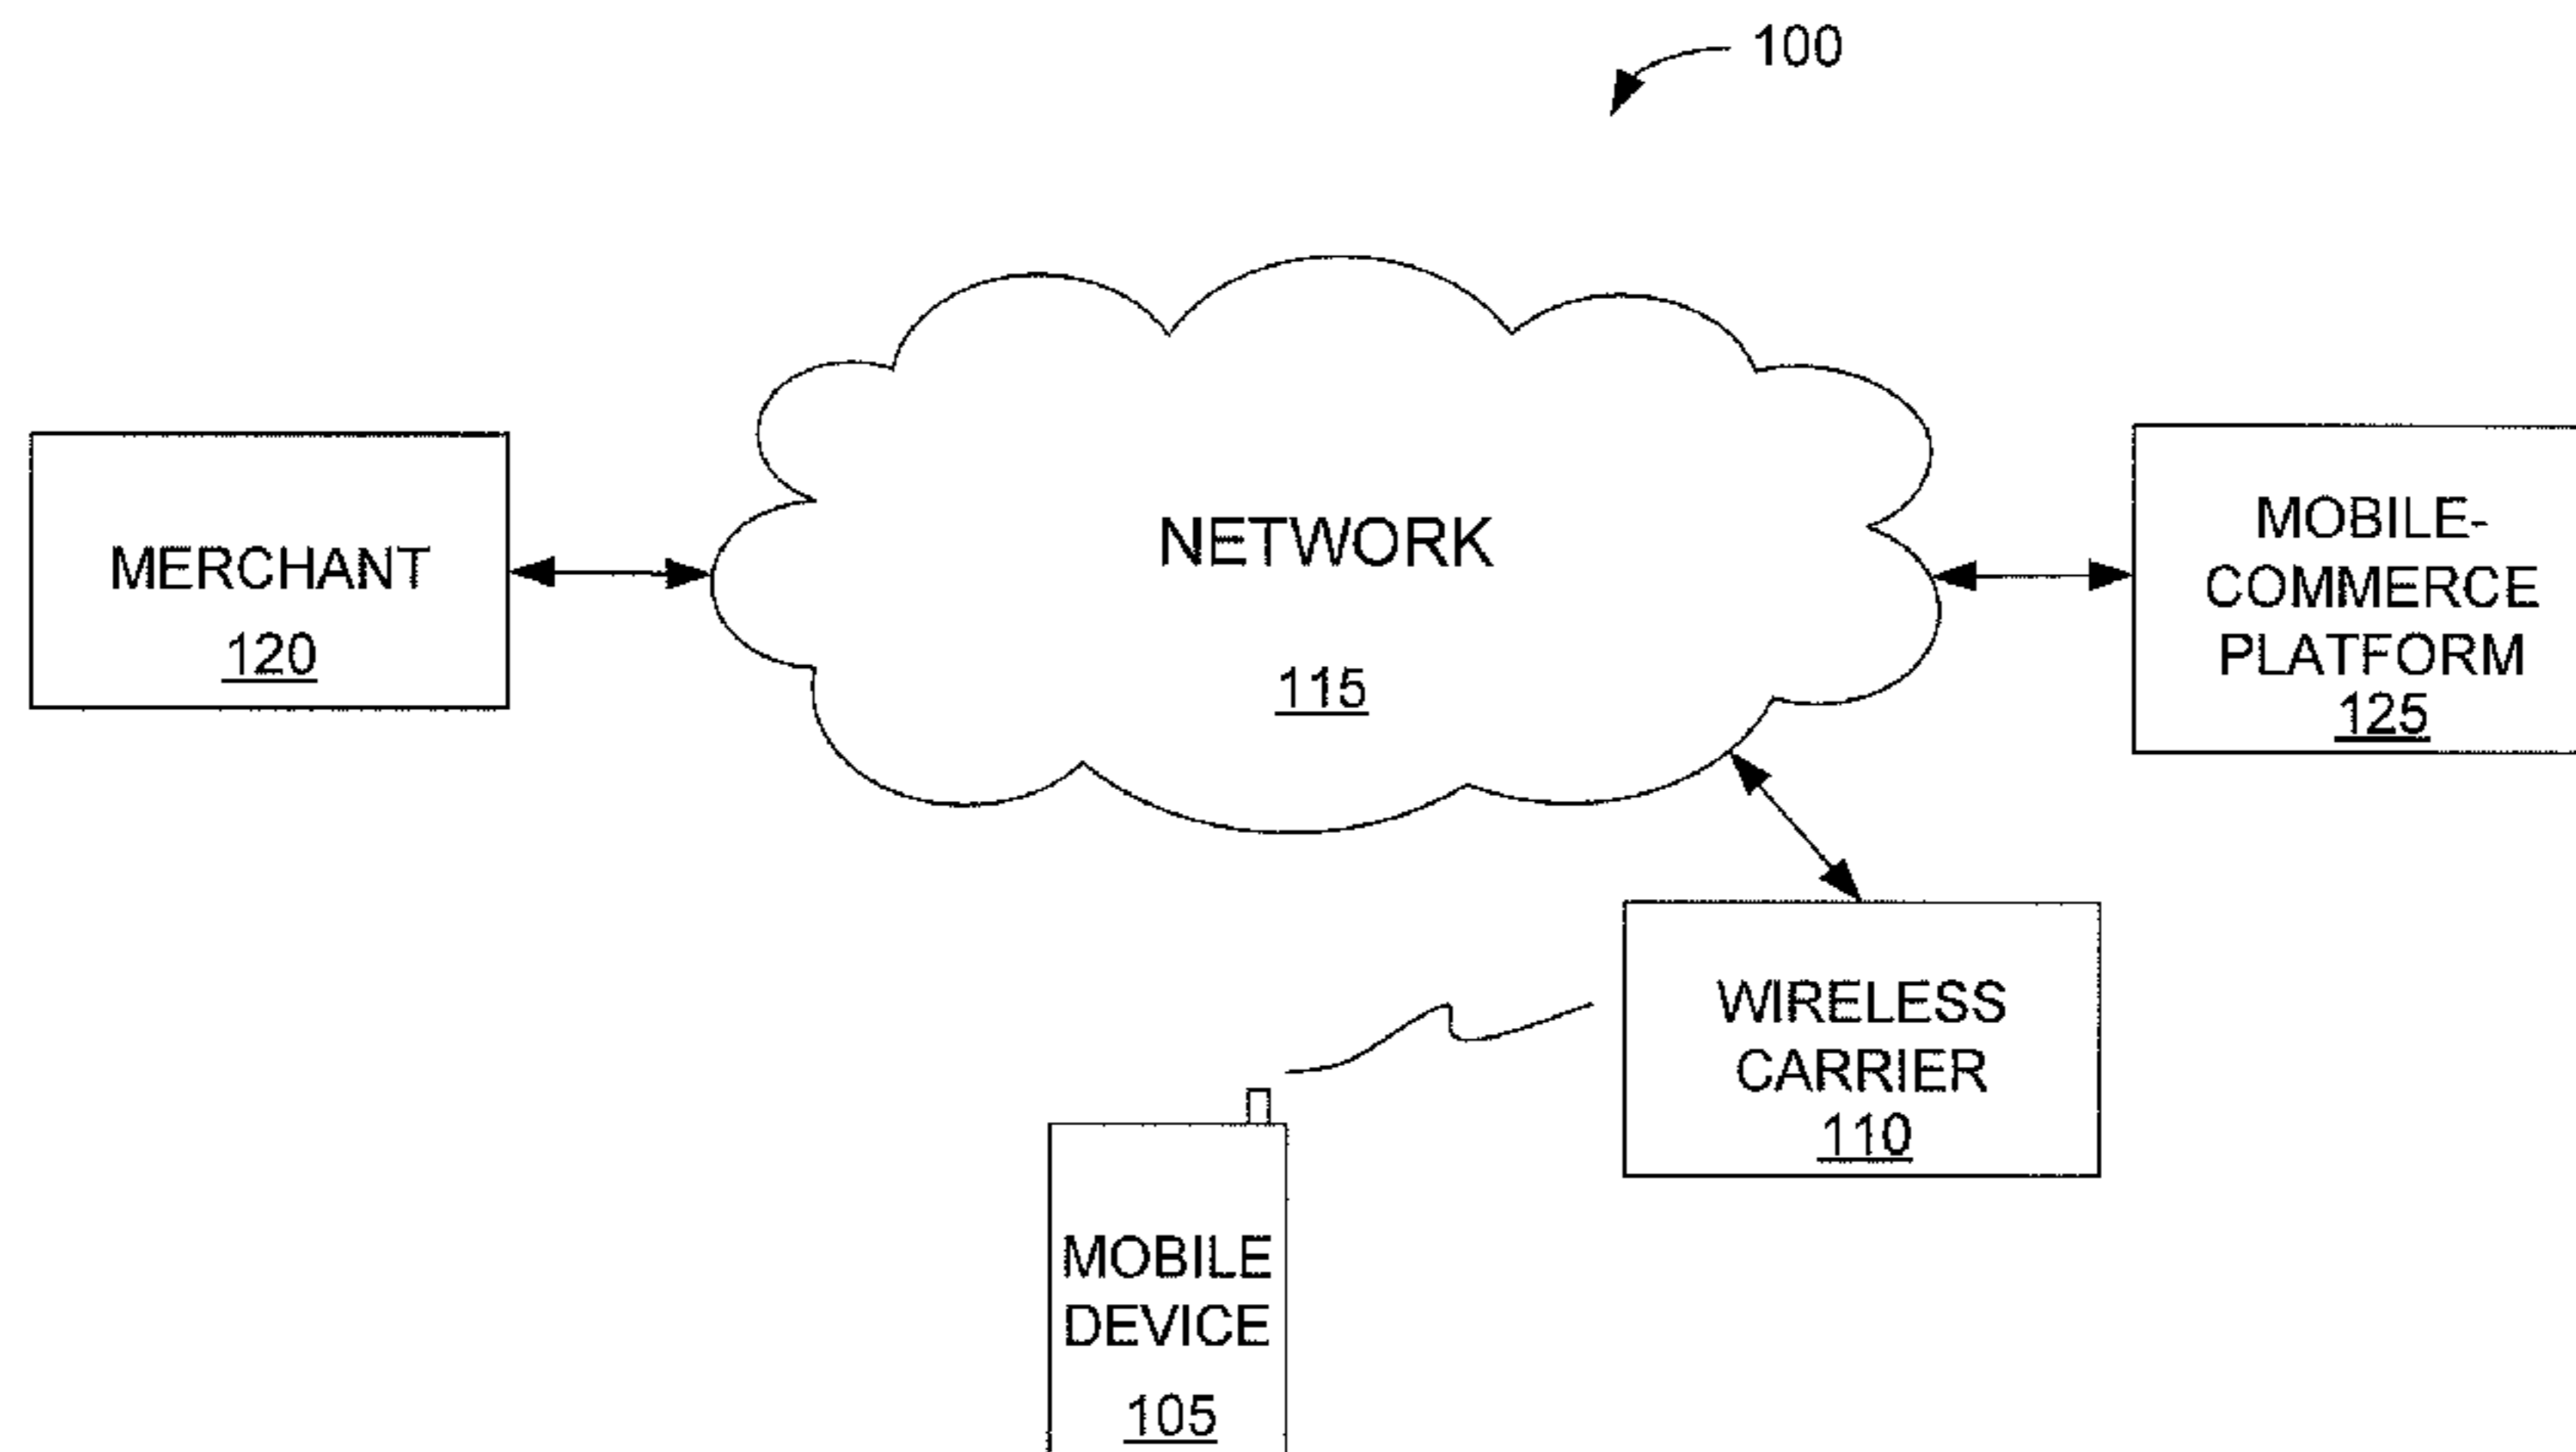 100
NETWORK
115
MERCHANT
120
MOBILE-
COMMERCE
PLATFORM
125
WIRELESS
CARRIER
110
MOBILE
DEVICE
105